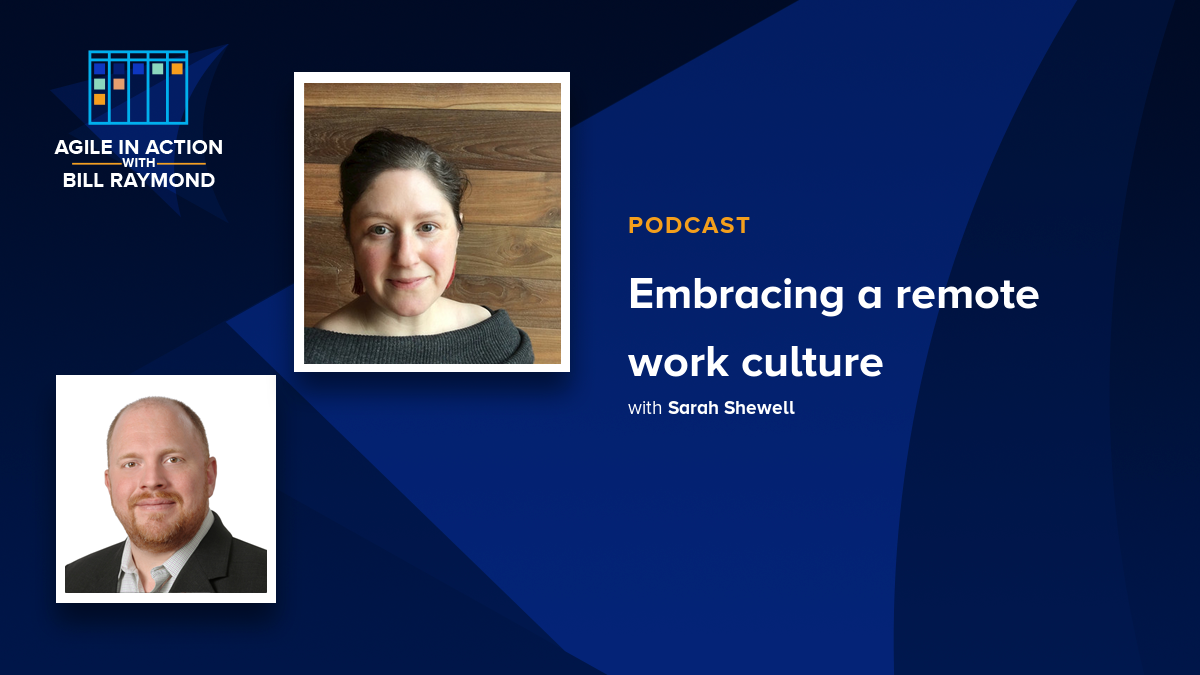 AGILE IN ACTION
WITH
BILL RAYMOND
PODCAST
Embracing a remote
work culture
with Sarah Shewell